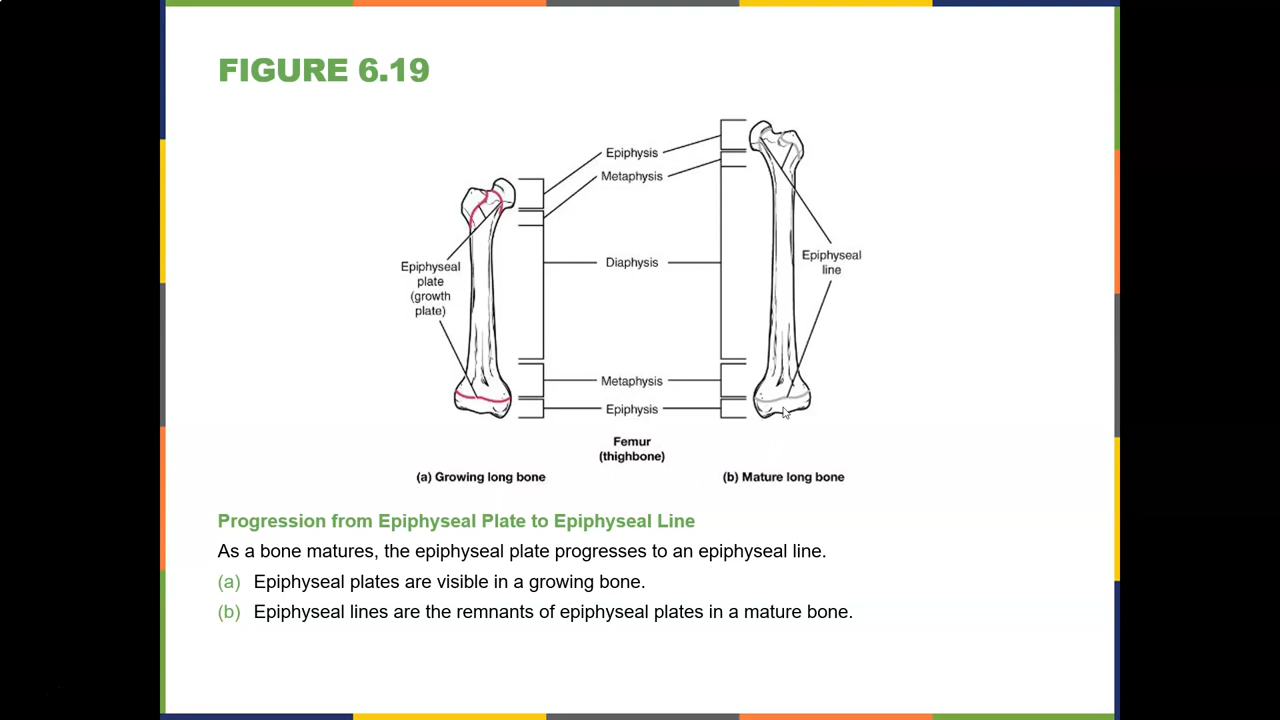 FIGURE 6.19
Epiphysis
Metaphysis
Epiphyseal
plate
(growth
plate)
Diaphysis
Epiphyseal
line
Metaphysis
Epiphysis
Femur
(thighbone)
(a) Growing long bone
(b) Mature long bone
Progression from Epiphyseal Plate to Epiphyseal Line
As a bone matures, the epiphyseal plate progresses to an epiphyseal line.
(a) Epiphyseal plates are visible in a growing bone.
(b) Epiphyseal lines are the remnants of epiphyseal plates in a mature bone.